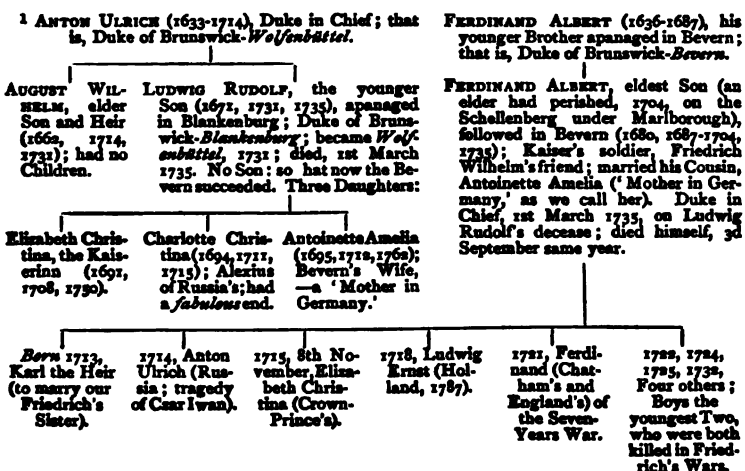 ¹ ANTON ULRICH (1633-1714), Duke in Chief; that
is, Duke of Brunswick-Wolfenbüttel.
FERDINAND ALBERT (1636-1687), his
younger Brother apanaged in Bevern;
that is, Duke of Brunswick-Bevern.
AUGUST WIL-
HELM, elder
Son and Heir
(1662, 1714,
1731); had no
Children.
LUDWIG RUDOLF, the younger
Son (1671, 1731, 1735), apanaged
in Blankenburg; Duke of Bruns-
wick-Blankenburg; became Wolf-
enbüttel, 1731; died, 1st March
1735. No Son; so hat now the Be-
vern succeeded. Three Daughters:
FERDINAND ALBERT, eldest Son (an
elder had perished, 1704, on the
Schellenberg under Marlborough),
followed in Bevern (1680, 1687-1704,
1735); Kaiser's soldier, Friedrich
Wilhelm's friend; married his Cousin,
Antoinette Amelia ('Mother in Ger-
many,' as we call her). Duke in
Chief, 1st March 1735, on Ludwig
Rudolf's decease; died himself, 3d
September same year.
Elizabeth Chris-
tina, the Kais-
erinn (1691,
1708, 1750).
Charlotte Chris-
tina (1694, 1711,
1715); Alexius
of Russia's; had
a fabulous end.
Antoinette Amelia
(1695, 1712, 1762);
Bevern's Wife,
—a 'Mother in
Germany.'
Born 1713,
Karl the Heir
(to marry our
Friedrich's
Sister).
1714, Anton
Ulrich (Rus-
sia; tragedy
of Czar Iwan).
1715, 8th No-
vember, Eliza-
beth Chris-
tina (Crown-
Prince's).
1718, Ludwig
Ernst (Hol-
land, 1787).
1721, Ferdi-
nand (Chat-
ham's and
England's) of
the Seven-
Years War.
1722, 1724,
1725, 1732,
Four others;
Boys the
youngest Two,
who were both
killed in Fried-
rich's Wars.